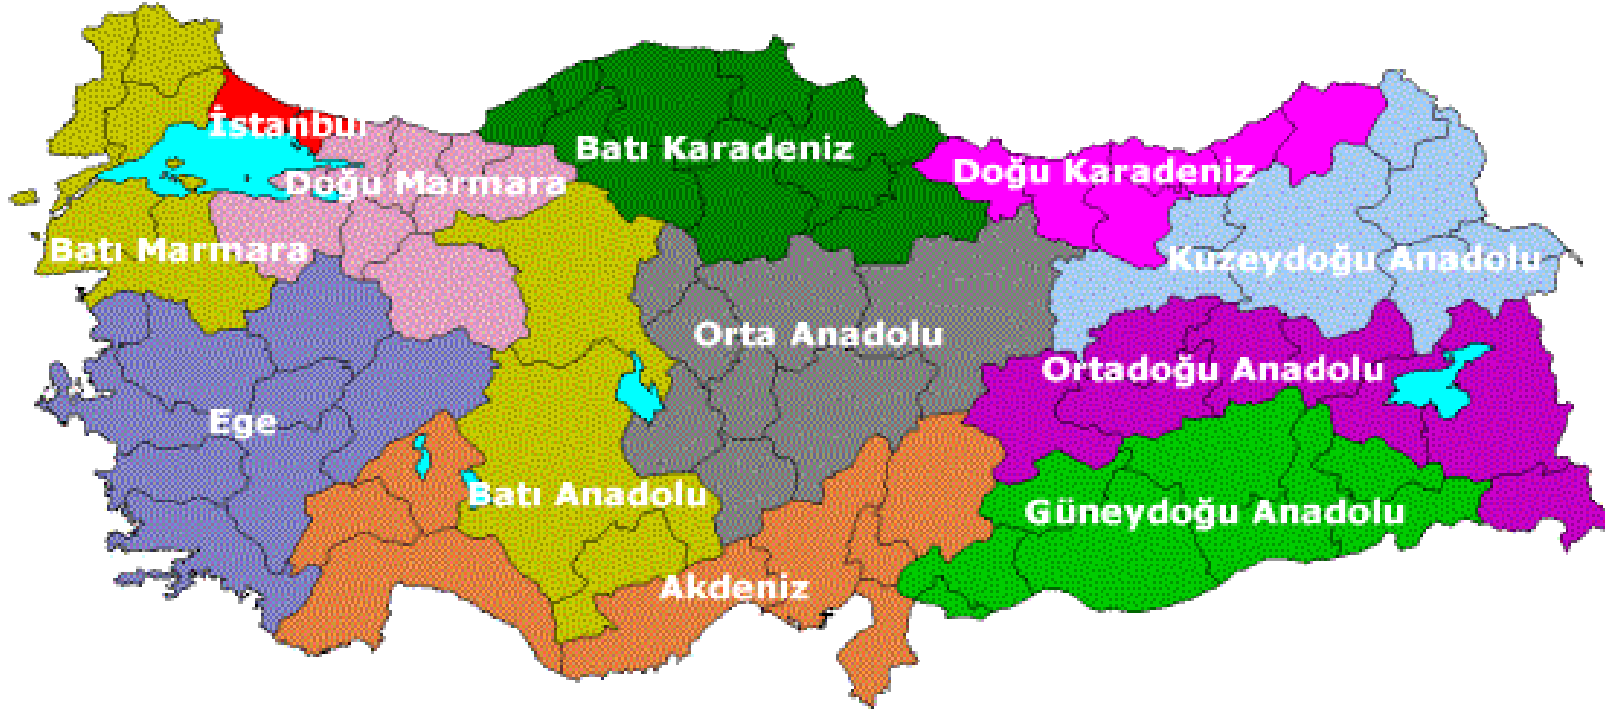 İstanbul
Batı Karadeniz
Doğu Karadeniz
Doğu Marmara
Batı Marmara
Kuzeydoğu Anadolu
Orta Anadolu
Ortadoğu Anadolu
Ege
Batı Anadolu
Güneydoğu Anadolu
Akdeniz